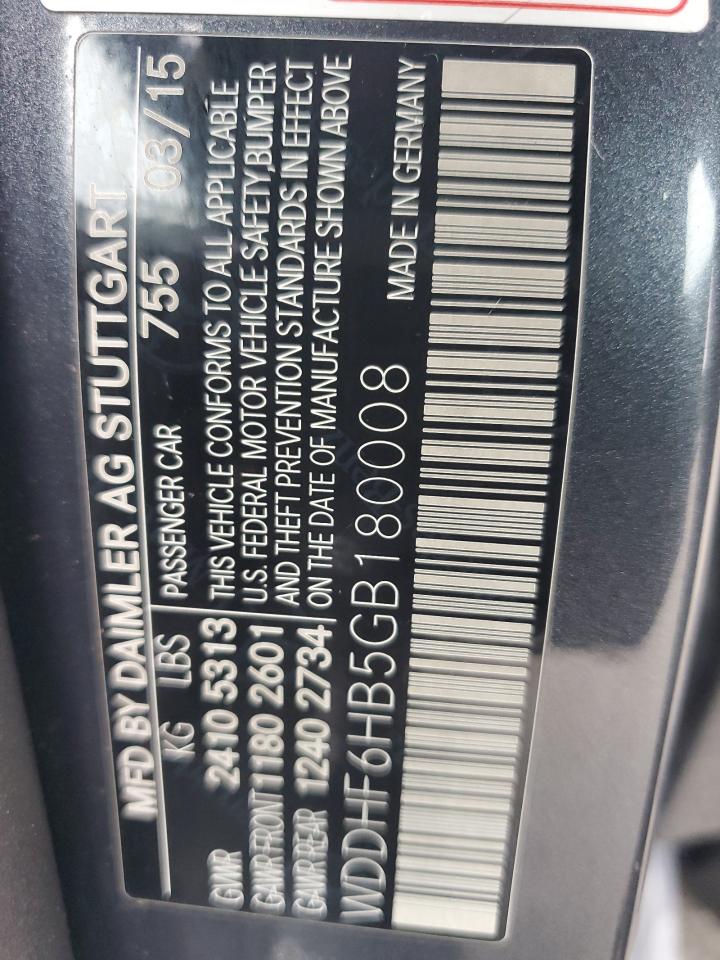 MFD BY DAIMLER AG STUTTGART
KG LBS PASSENGER CAR 755 03/15
GVWR 2410 5313 THIS VEHICLE CONFORMS TO ALL APPLICABLE
GAWR FRONT 1180 2601 U.S. FEDERAL MOTOR VEHICLE SAFETY,BUMPER
GAWR REAR 1240 2734 AND THEFT PREVENTION STANDARDS IN EFFECT
ON THE DATE OF MANUFACTURE SHOWN ABOVE
WDDHF6HB5GB180008 MADE IN GERMANY